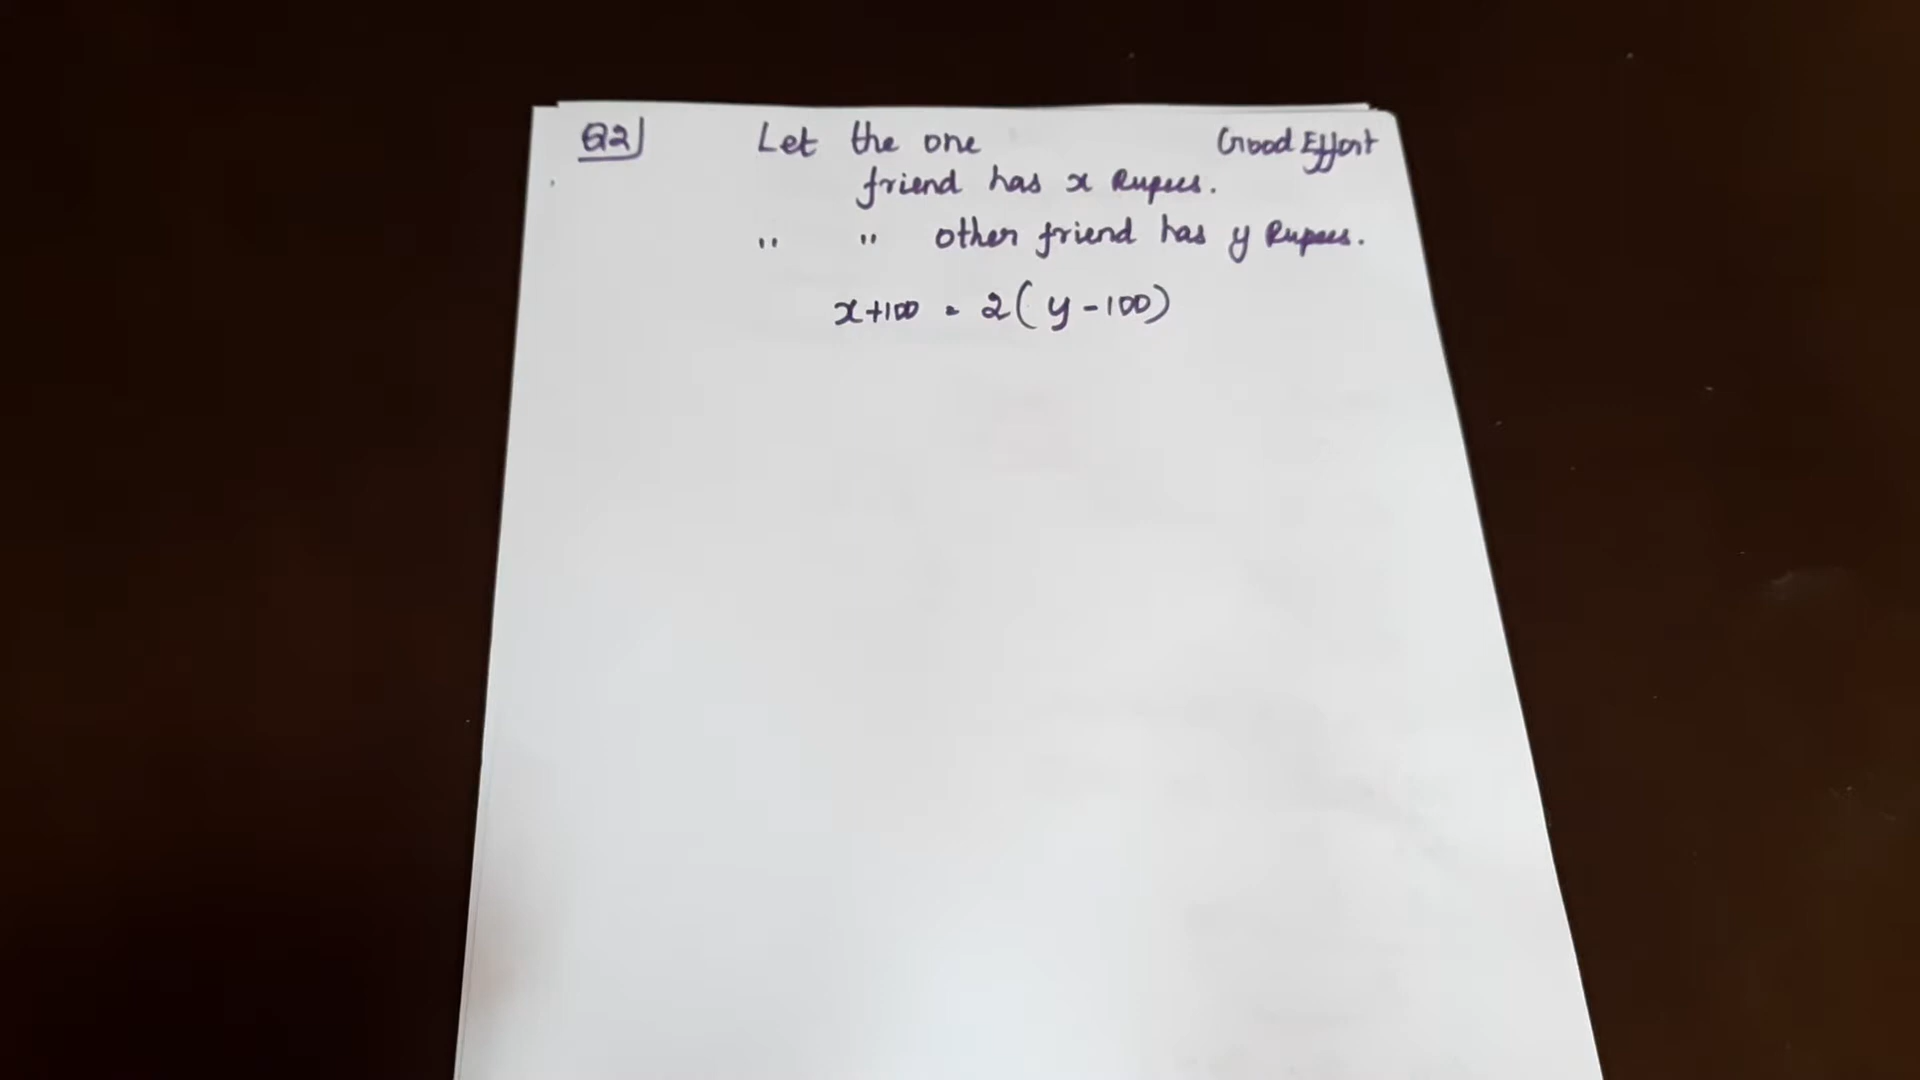 Q2 Let the one Good Effort
friend has x Rupees.
" " other friend has y Rupees.
x+100 = 2(y-100)